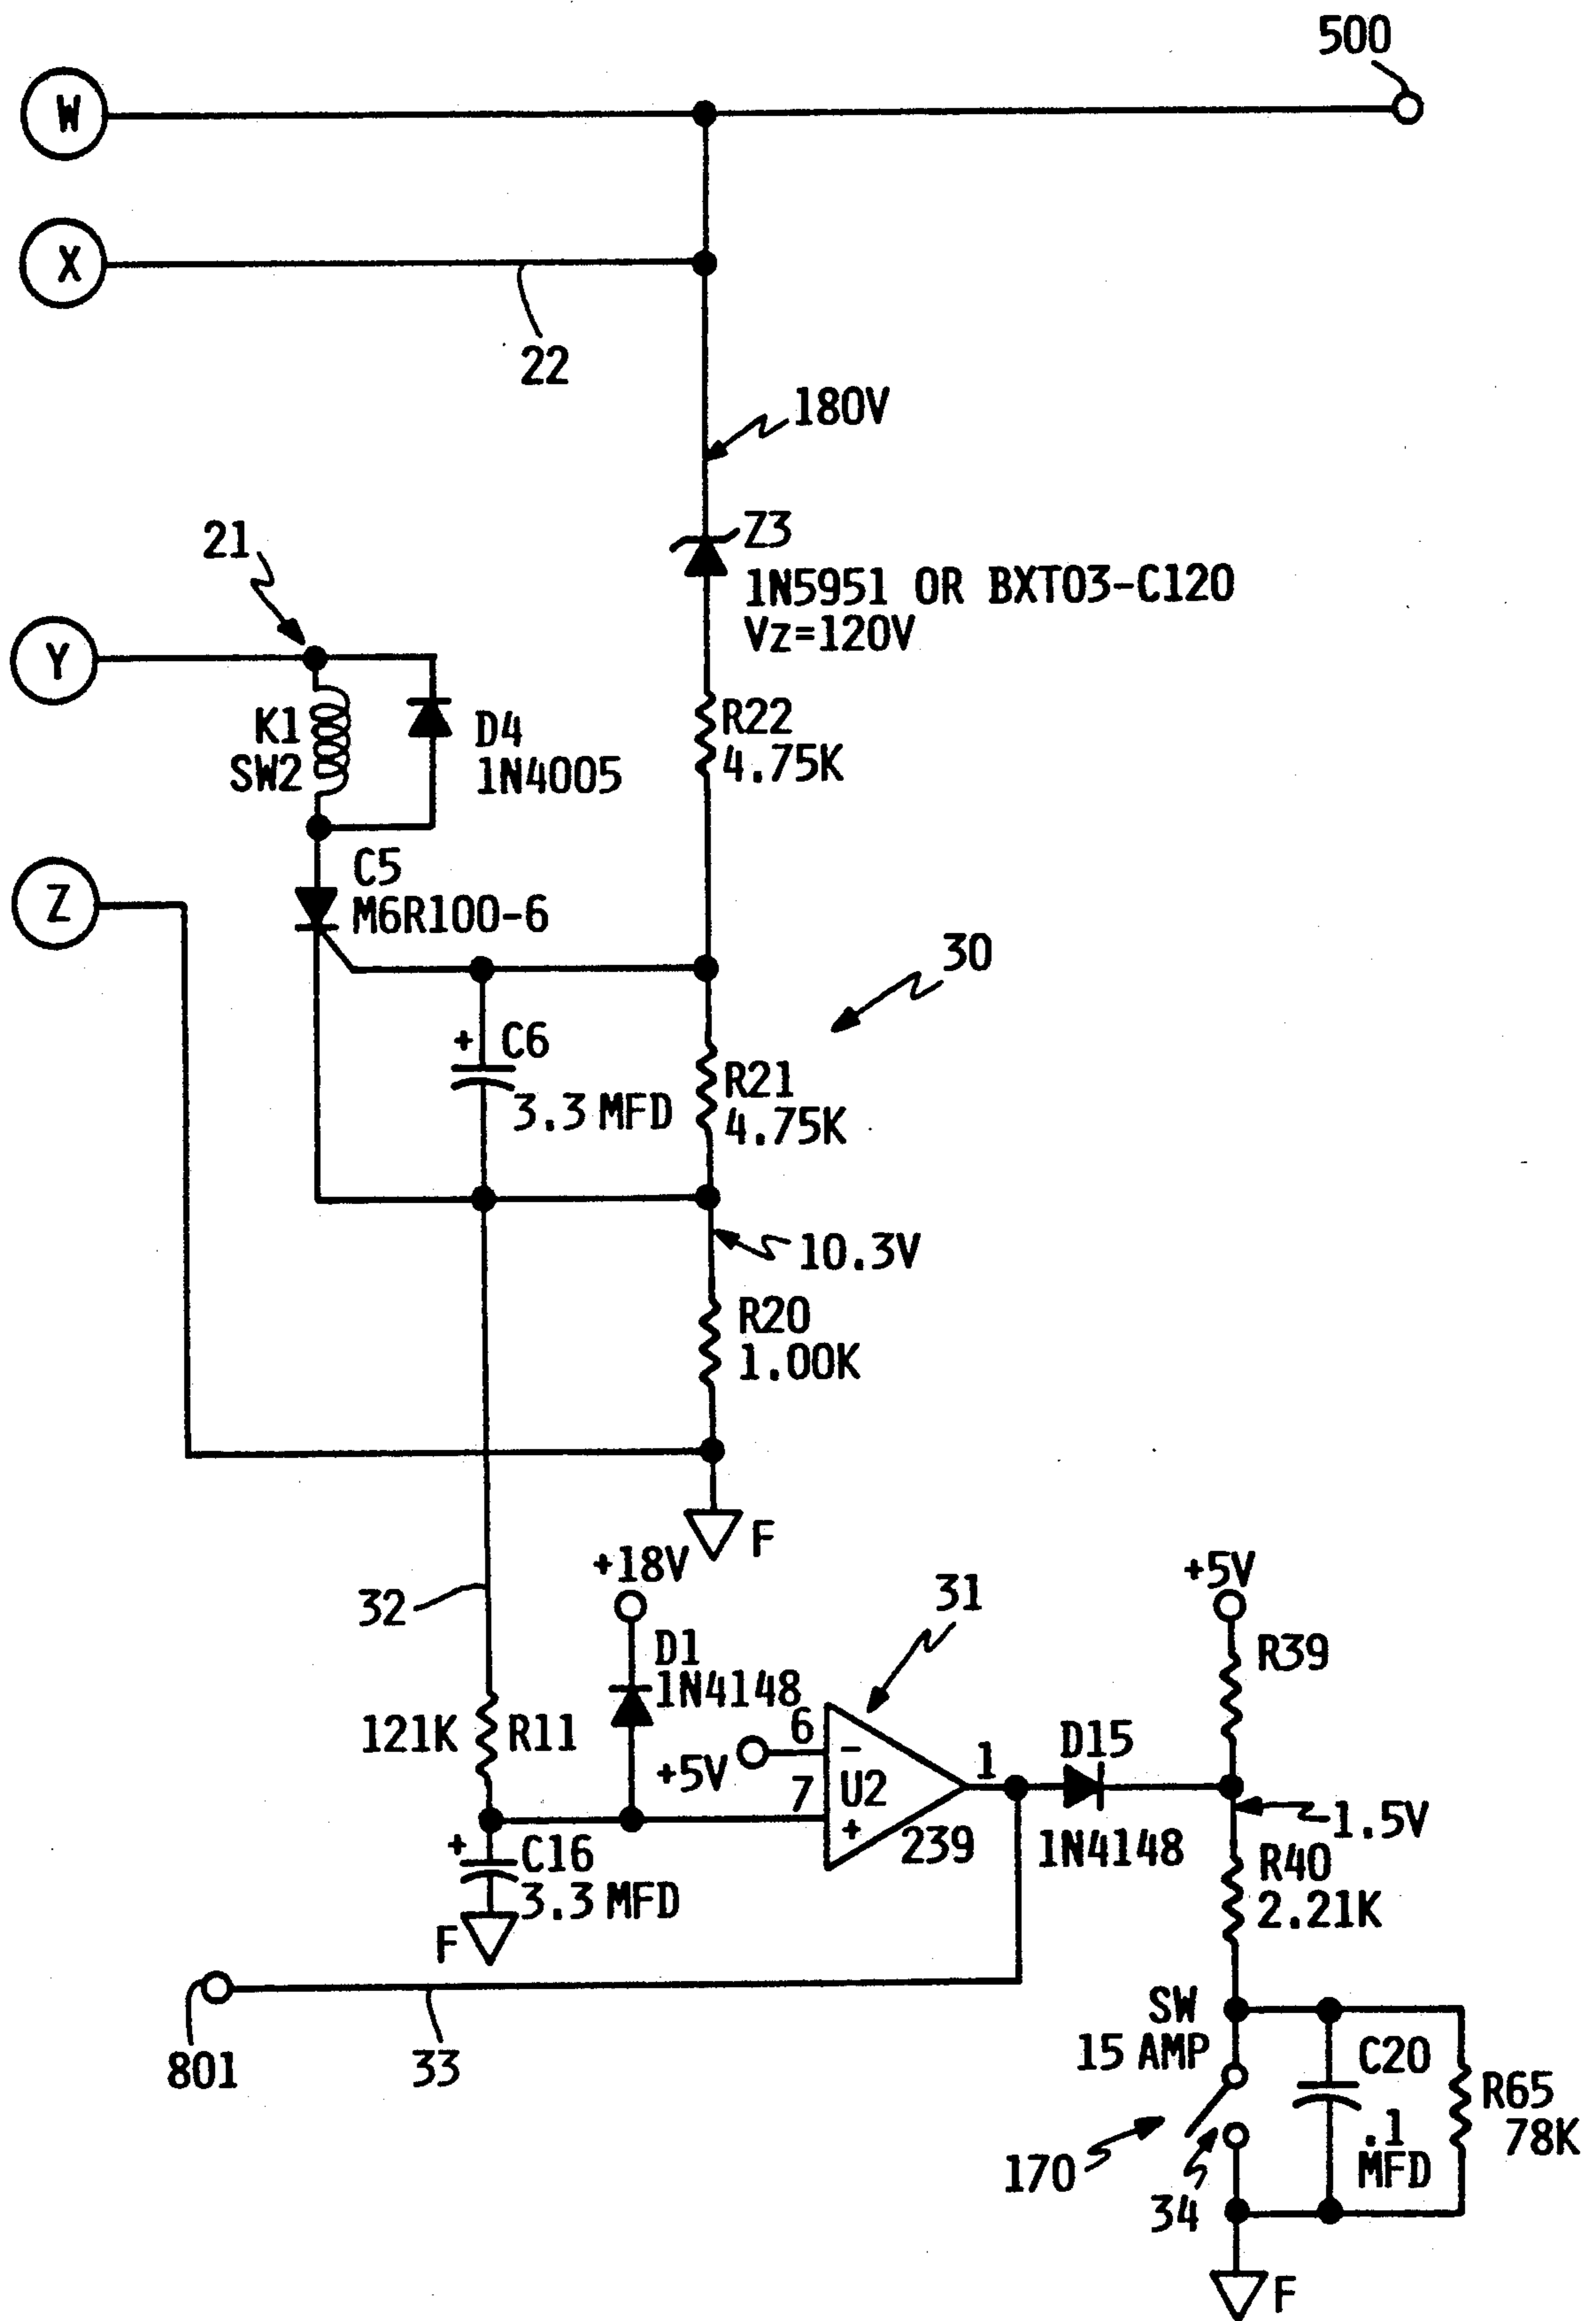 500
W
X
22
180V
Z3
1N5951 OR BXT03-C120
Vz=120V
21
Y
K1
SW2
D4
1N4005
R22
4.75K
C5
M6R100-6
Z
30
+ C6
3.3 MFD
R21
4.75K
10.3V
R20
1.00K
F
+18V
+5V
32
31
D1
1N4148
R39
121K R11
6
+5V
-
7
U2
+
239
1
D15
1N4148
1.5V
+ C16
3.3 MFD
F
R40
2.21K
801
33
SW
15 AMP
C20
.1
MFD
R65
78K
170
34
F